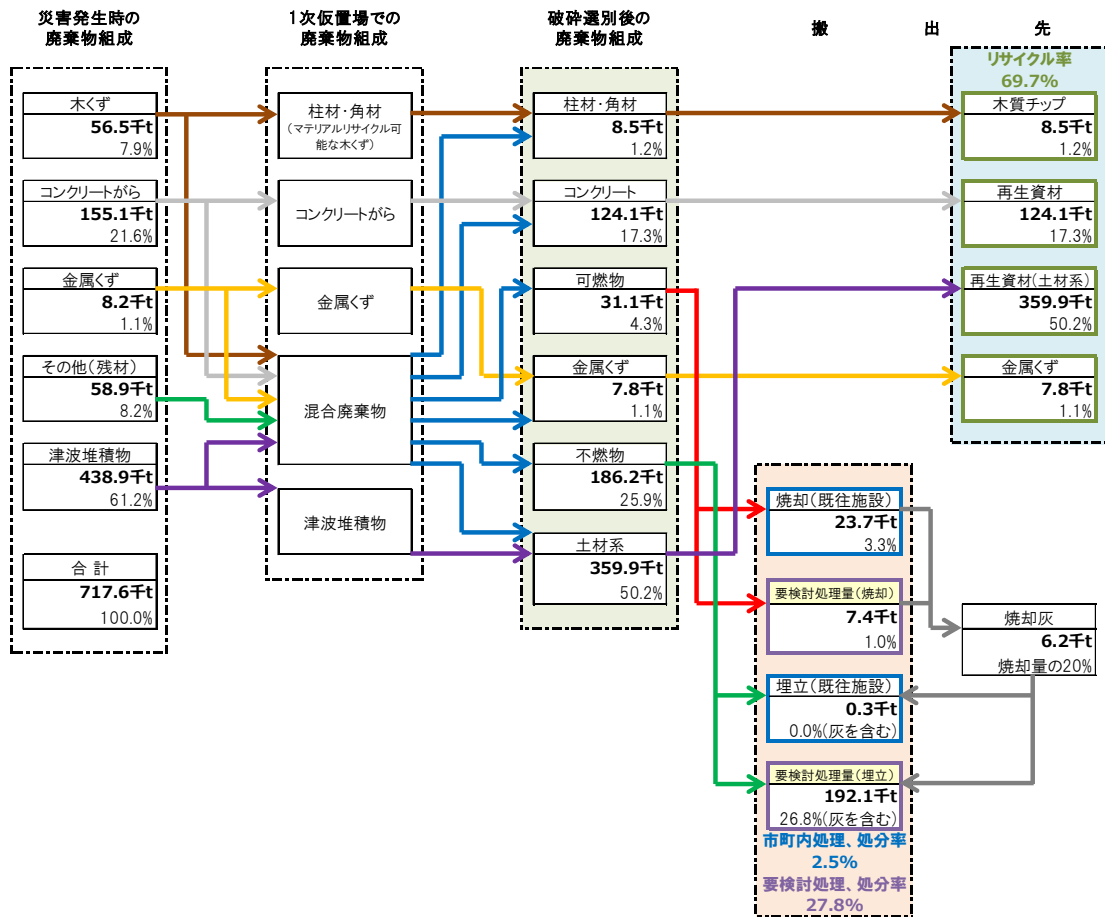 災害発生時の
廃棄物組成
木くず
56.5千t
7.9%
コンクリートがら
155.1千t
21.6%
金属くず
8.2千t
1.1%
その他(残材)
58.9千t
8.2%
津波堆積物
438.9千t
61.2%
合 計
717.6千t
100.0%
1次仮置場での
廃棄物組成
柱材・角材
(マテリアルリサイクル可
能な木くず)
コンクリートがら
金属くず
混合廃棄物
津波堆積物
破砕選別後の
廃棄物組成
柱材・角材
8.5千t
1.2%
コンクリート
124.1千t
17.3%
可燃物
31.1千t
4.3%
金属くず
7.8千t
1.1%
不燃物
186.2千t
25.9%
土材系
359.9千t
50.2%
搬 出 先
リサイクル率
69.7%
木質チップ
8.5千t
1.2%
再生資材
124.1千t
17.3%
再生資材(土材系)
359.9千t
50.2%
金属くず
7.8千t
1.1%
焼却(既往施設)
23.7千t
3.3%
要検討処理量(焼却)
7.4千t
1.0%
埋立(既往施設)
0.3千t
0.0%(灰を含む)
要検討処理量(埋立)
192.1千t
26.8%(灰を含む)
市町内処理、処分率
2.5%
要検討処理、処分率
27.8%
焼却灰
6.2千t
焼却量の20%